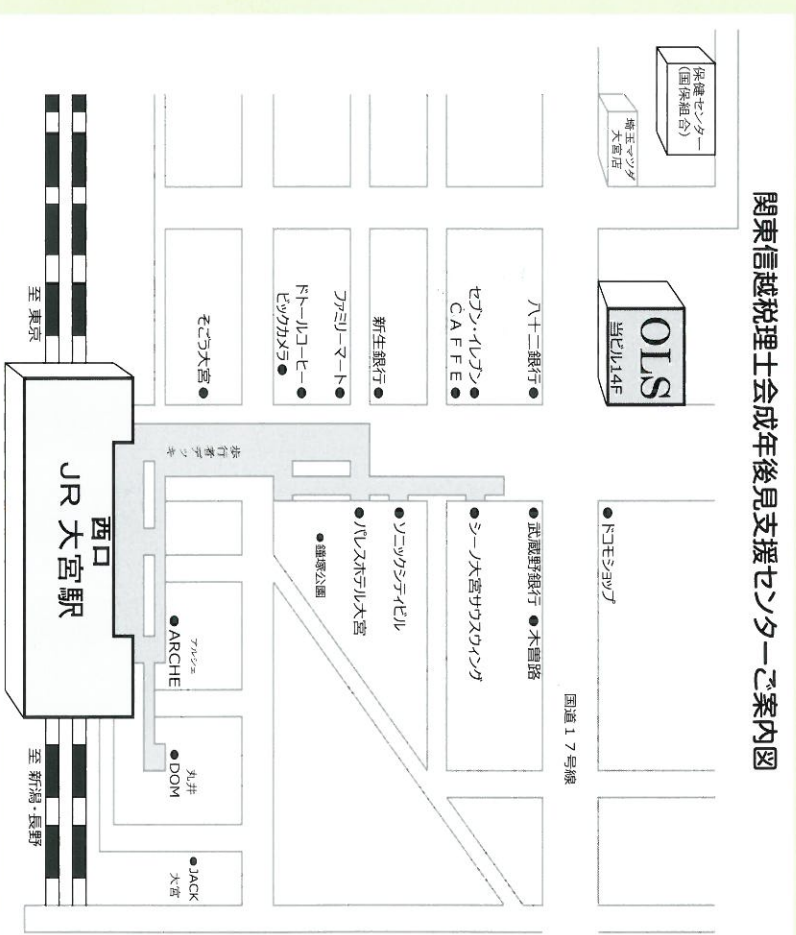 関東信越税理士会成年後見支援センターご案内図
保健センター
(国保組合)
埼玉マツダ
大宮店
OLS
当ビル14F
ドコモショップ
国道17号線
八十二銀行
武蔵野銀行
木曽路
セブン・イレブン
CAFFE
シーノ大宮サウスウィング
新生銀行
ソニックシティビル
ファミリーマート
パレスホテル大宮
ドトールコーヒー
ビックカメラ
鐘塚公園
そごう大宮
歩行者デッキ
アルシェ
ARCHE
丸井
DOM
JACK
大宮
至 東京
西口
JR 大宮駅
至 新潟・長野